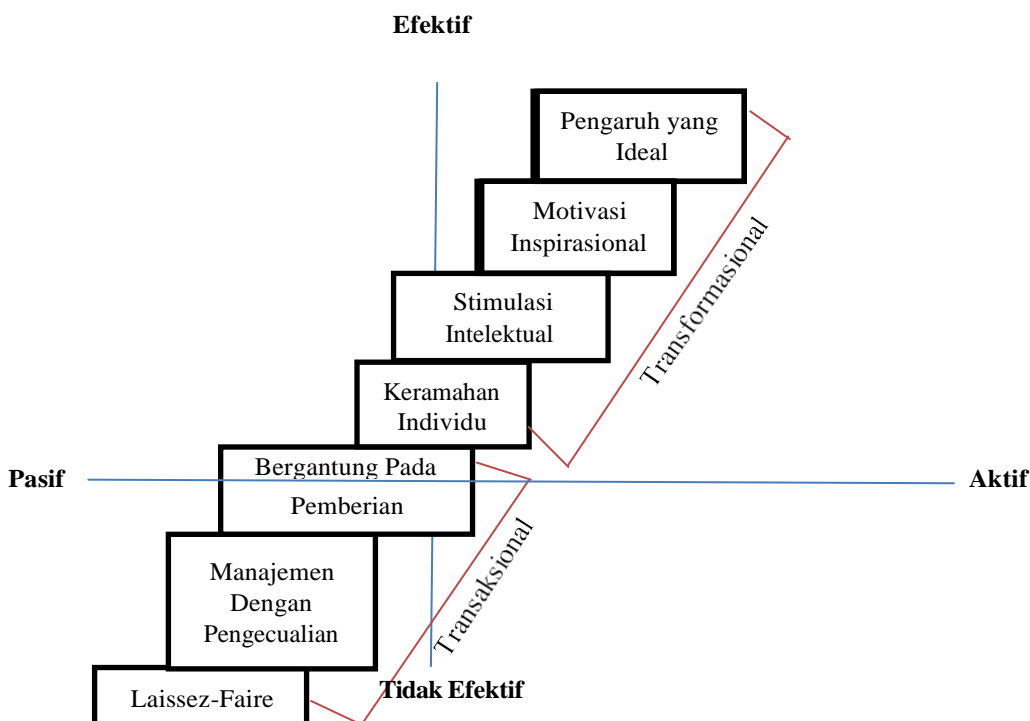 Efektif
Pengaruh yang
Ideal
Motivasi
Inspirasional
Stimulasi
Intelektual
Transformasional
Keramahan
Individu
Bergantung Pada
Pasif
Aktif
Pemberian
Manajemen
Dengan
Pengecualian
Transaksional
Tidak Efektif
Laissez-Faire